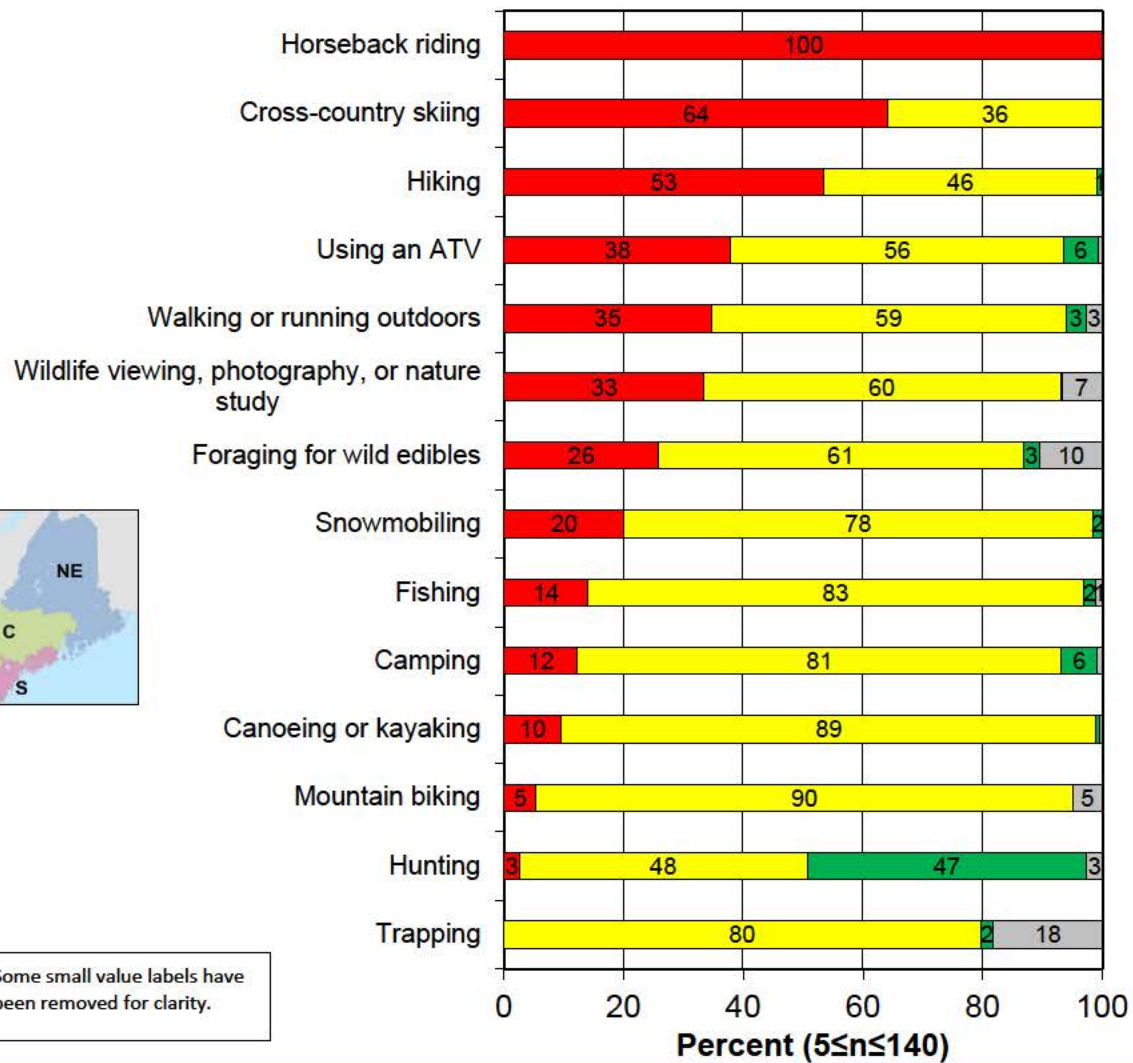 Horseback riding 100
Cross-country skiing 64 36
Hiking 53 46 1
Using an ATV 38 56 6
Walking or running outdoors 35 59 3 3
Wildlife viewing, photography, or nature
study 33 60 7
Foraging for wild edibles 26 61 3 10
Snowmobiling 20 78 2
Fishing 14 83 2 1
Camping 12 81 6
Canoeing or kayaking 10 89
Mountain biking 5 90 5
Hunting 3 48 47 3
Trapping 80 2 18
0 20 40 60 80 100
Percent (5≤n≤140)
NE
C
S
Some small value labels have
been removed for clarity.